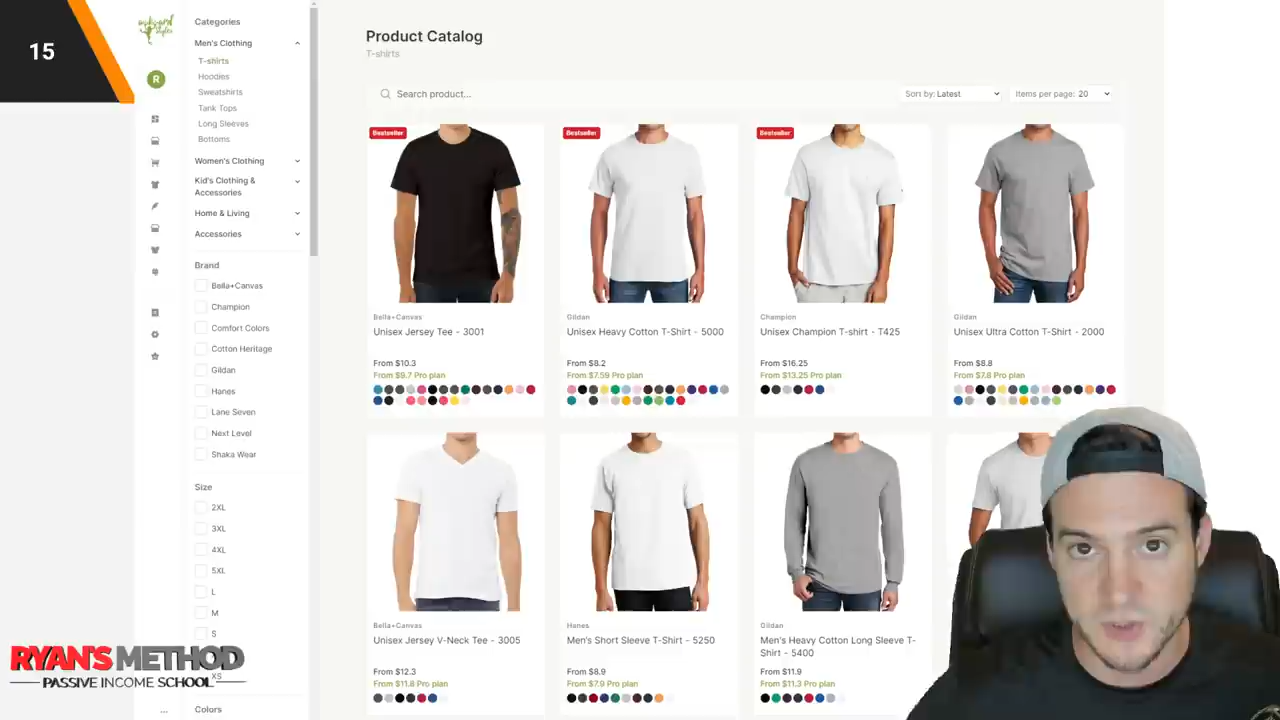 15
awkward
styles
R
Categories
Men's Clothing
T-shirts
Hoodies
Sweatshirts
Tank Tops
Long Sleeves
Bottoms
Women's Clothing
Kid's Clothing &
Accessories
Home & Living
Accessories
Brand
Bella+Canvas
Champion
Comfort Colors
Cotton Heritage
Gildan
Hanes
Lane Seven
Next Level
Shaka Wear
Size
2XL
3XL
4XL
5XL
L
M
S
XS
Colors
...
RYAN'S METHOD
PASSIVE INCOME SCHOOL
Product Catalog
T-shirts
Search product...
Sort by: Latest
Items per page: 20
Bestseller
Bella+Canvas
Unisex Jersey Tee - 3001
From $10.3
From $9.7 Pro plan
Bestseller
Gildan
Unisex Heavy Cotton T-Shirt - 5000
From $8.2
From $7.59 Pro plan
Bestseller
Champion
Unisex Champion T-shirt - T425
From $16.25
From $13.25 Pro plan
Gildan
Unisex Ultra Cotton T-Shirt - 2000
From $8.8
From $7.8 Pro plan
Bella+Canvas
Unisex Jersey V-Neck Tee - 3005
From $12.3
From $11.8 Pro plan
Hanes
Men's Short Sleeve T-Shirt - 5250
From $8.9
From $7.9 Pro plan
Gildan
Men's Heavy Cotton Long Sleeve T-
Shirt - 5400
From $11.9
From $11.3 Pro plan